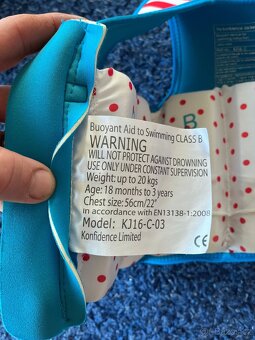 Buoyant Aid to Swimming CLASS B
WARNING
WILL NOT PROTECT AGAINST DROWNING
USE ONLY UNDER CONSTANT SUPERVISION
Weight: up to 20kgs
Age: 18 months to 3 years
Chest size: 56cm/22"
in accordance with EN13138-1:2008
Model: KJ16-C-03
Konfidence Limited
CE
B